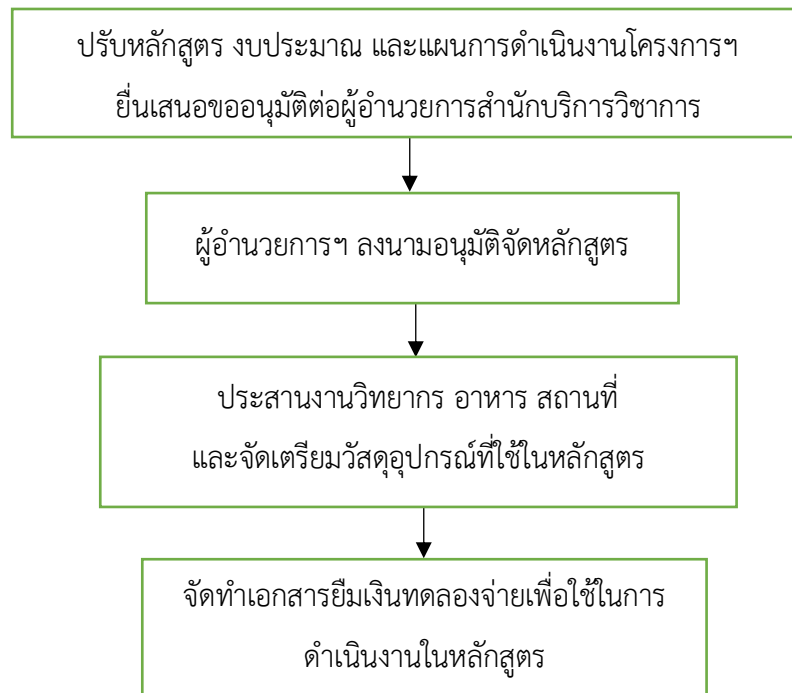 ปรับหลักสูตร งบประมาณ และแผนการดำเนินงานโครงการฯ
ยื่นเสนอขออนุมัติต่อผู้อำนวยการสำนักบริการวิชาการ
ผู้อำนวยการฯ ลงนามอนุมัติจัดหลักสูตร
ประสานงานวิทยากร อาหาร สถานที่
และจัดเตรียมวัสดุอุปกรณ์ที่ใช้ในหลักสูตร
จัดทำเอกสารยืมเงินทดลองจ่ายเพื่อใช้ในการ
ดำเนินงานในหลักสูตร